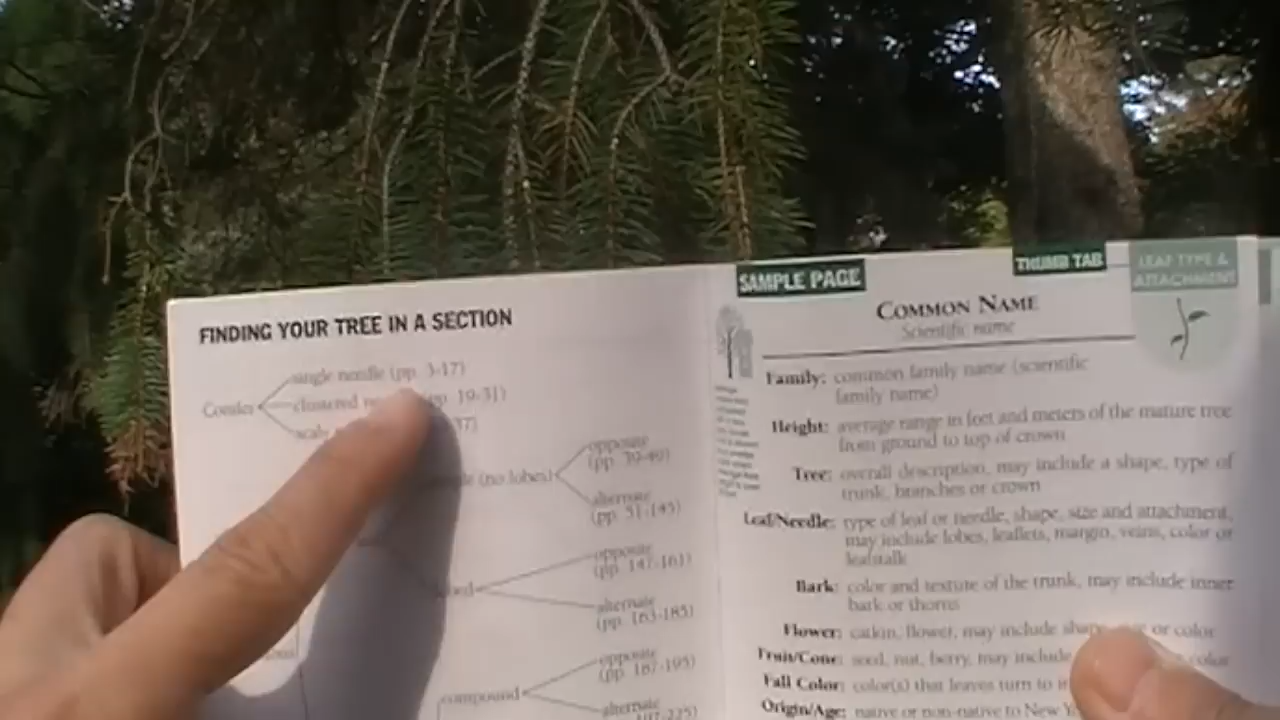 FINDING YOUR TREE IN A SECTION
single needle (pp. 3-17)
Conifer
clustered pp. 19-31)
scaly 37)
opposite
(no lobes)
(pp. 39-49)
alternate
(pp. 51-145)
opposite
(pp. 147-161)
alternate
(pp. 163-185)
opposite
(pp. 187-195)
compound
alternate
SAMPLE PAGE
THUMB TAB
LEAF TYPE &
ATTACHMENT
COMMON NAME
Scientific name
Family: common family name (scientific
family name)
Height: average range in feet and meters of the mature tree
from ground to top of crown
Tree: overall description, may include a shape, type of
trunk, branches or crown
Leaf/Needle: type of leaf or needle, shape, size and attachment,
may include lobes, leaflets, margin, veins, color or
leafstalk
Bark: color and texture of the trunk, may include inner
bark or thorns
Flower: catkin, flower, may include shape or color
Fruit/Cone: seed, nut, berry, may include color
Fall Color: color(s) that leaves turn to
Origin/Age: native or non-native to New